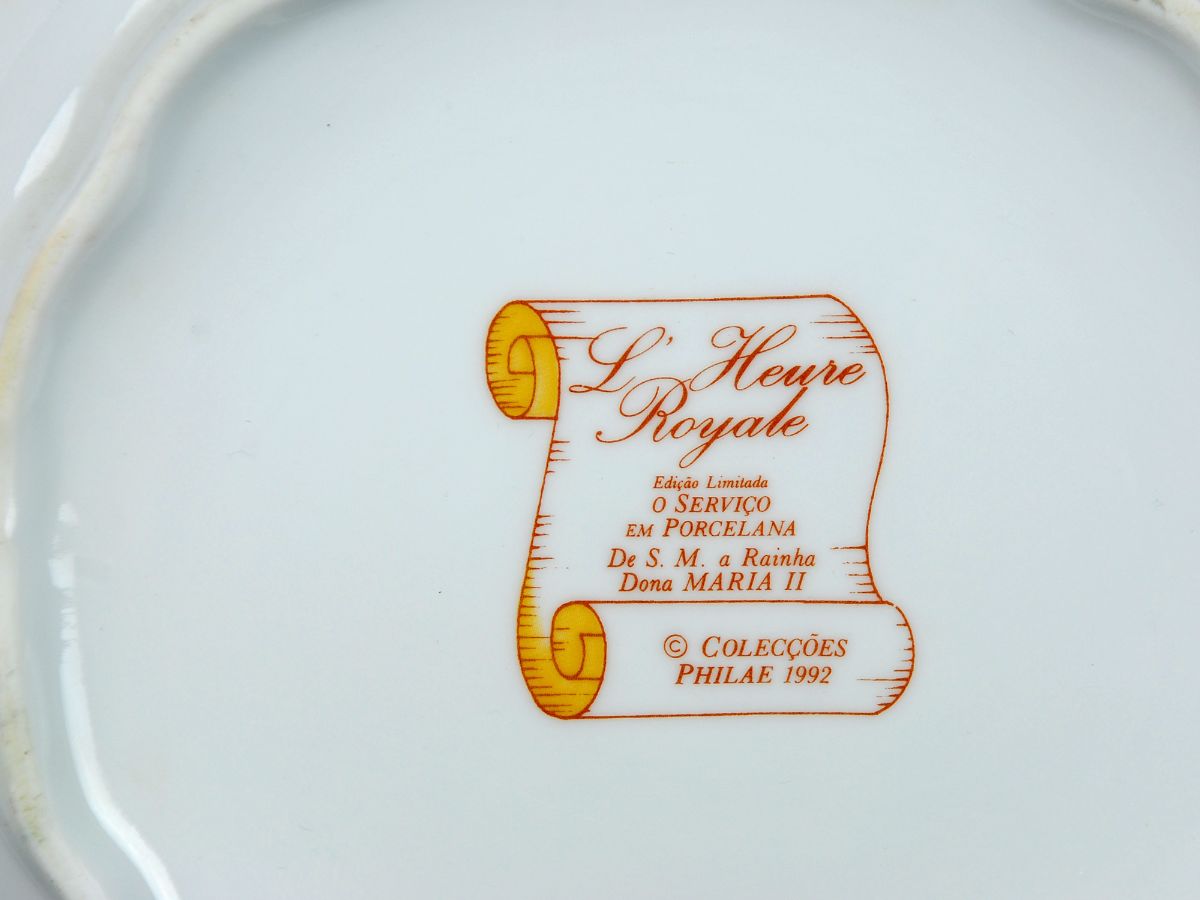 L' Heure
Royale
Edição Limitada
O SERVIÇO
EM PORCELANA
De S. M. a Rainha
Dona MARIA II
© COLECÇÕES
PHILAE 1992